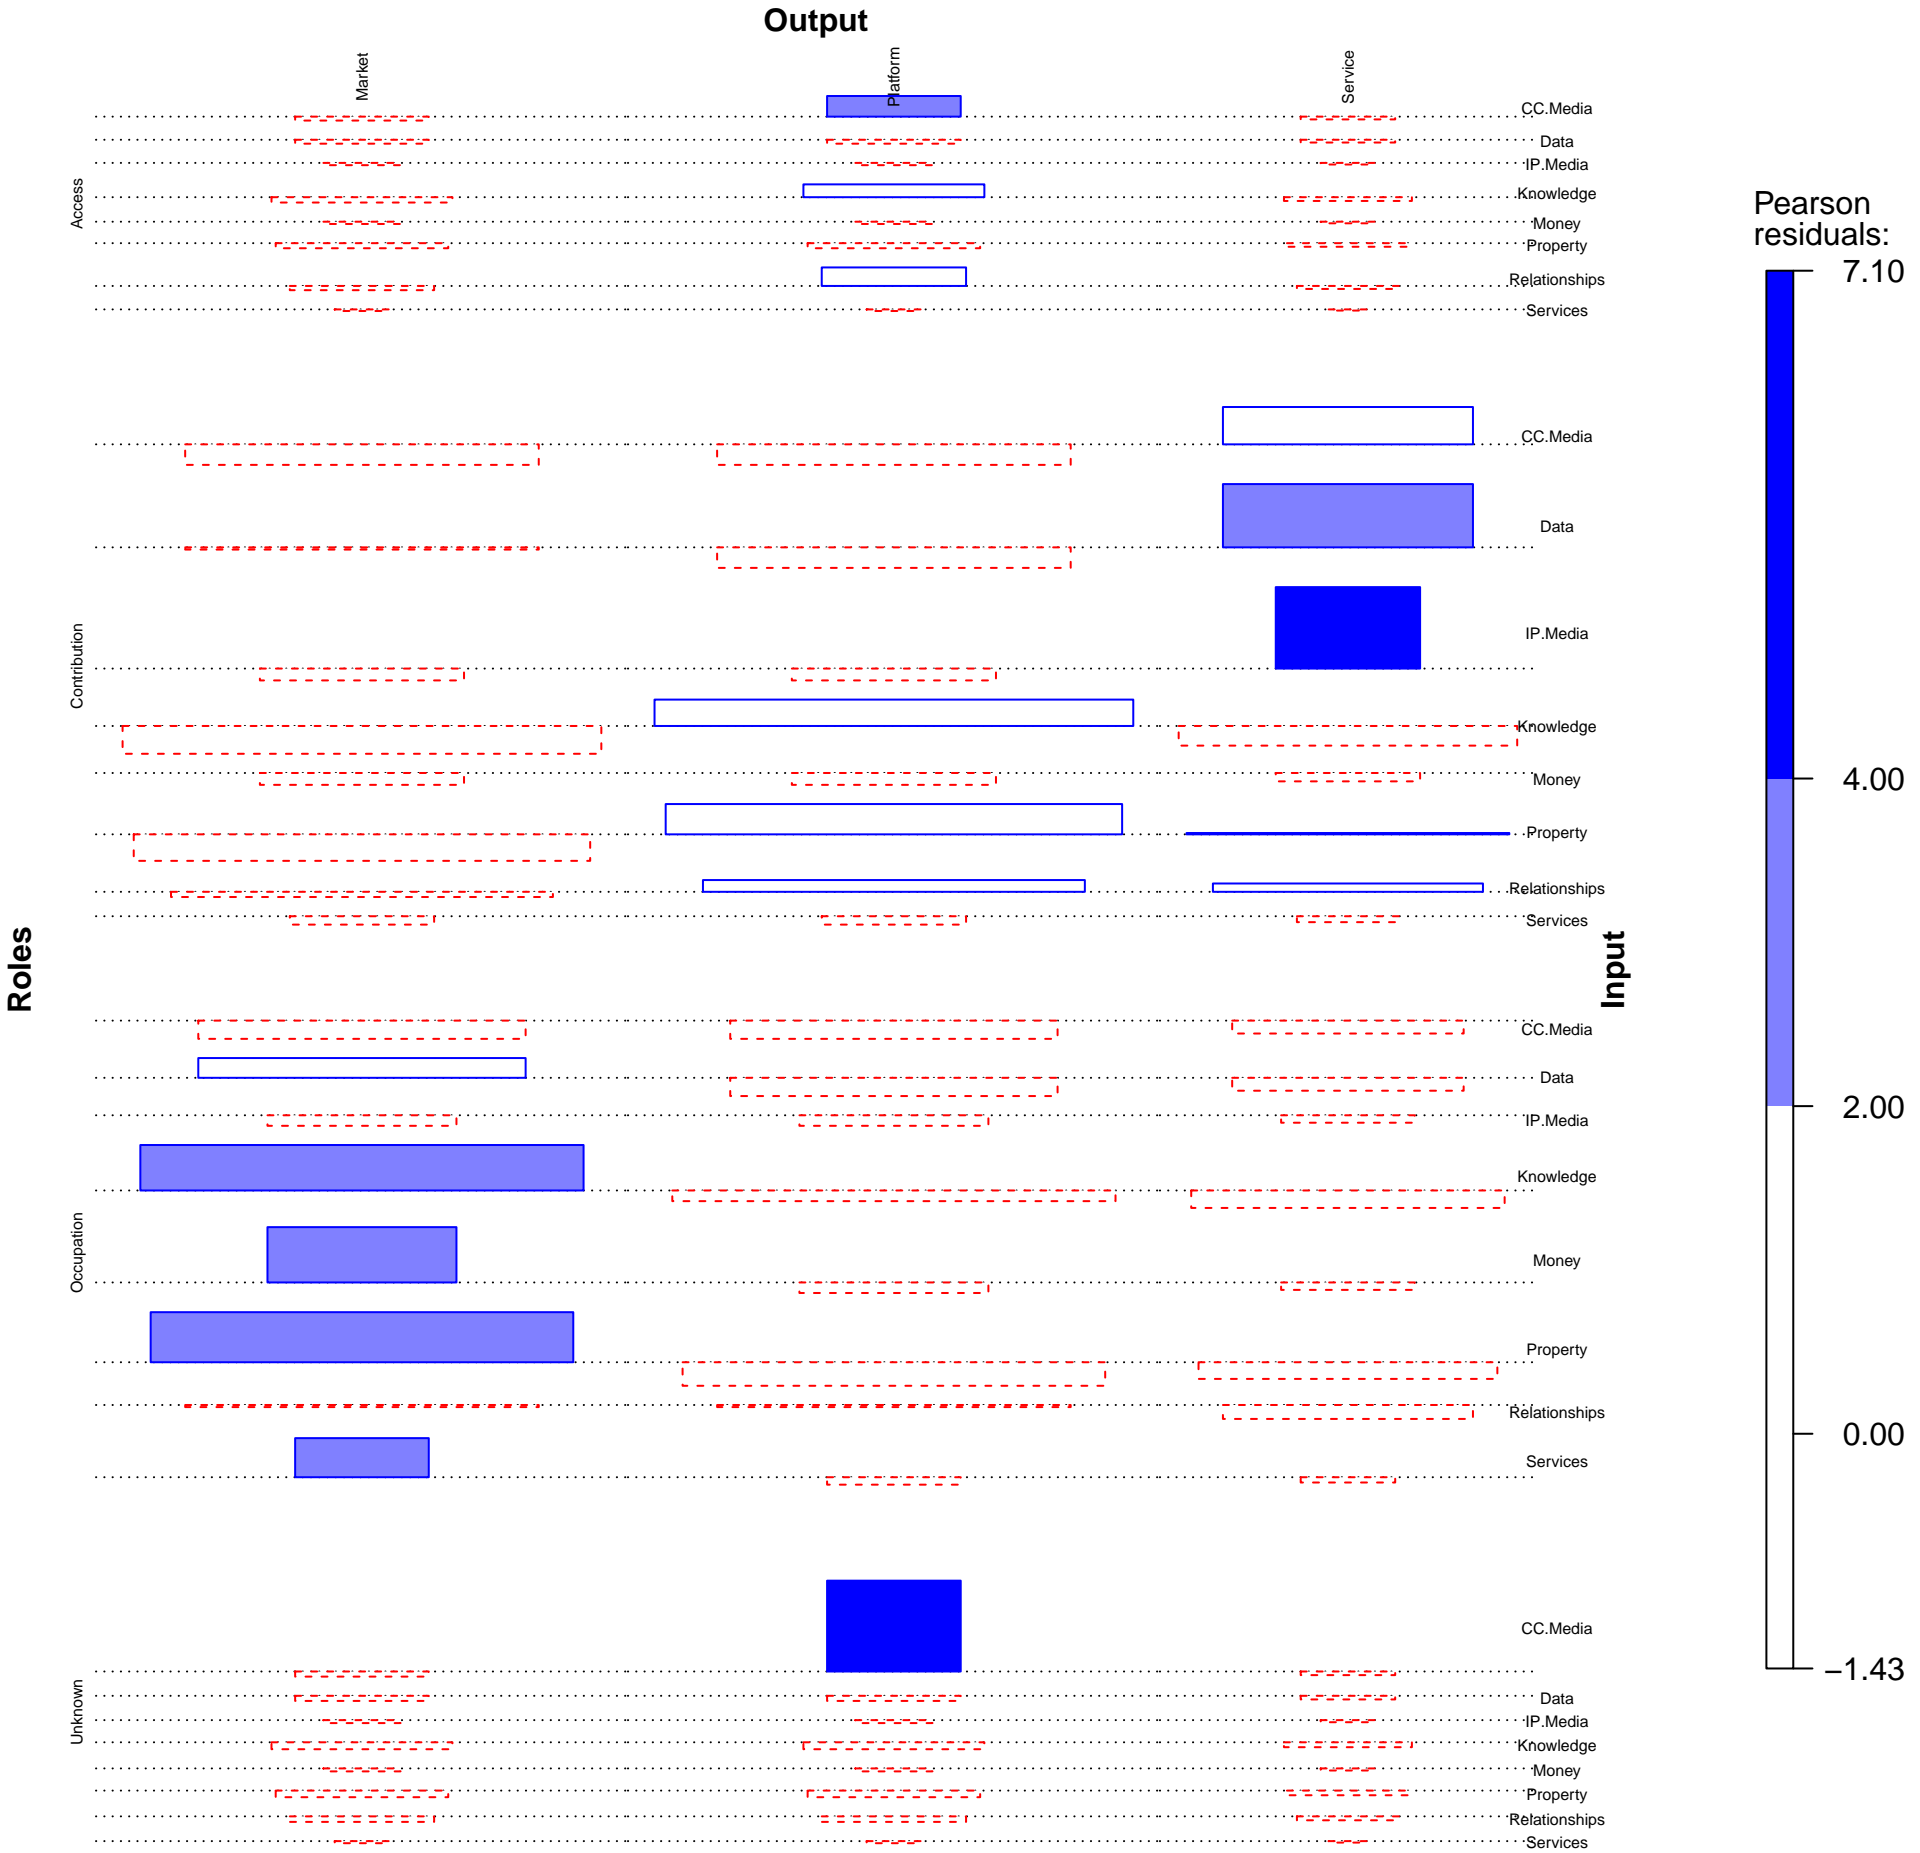 Output
Market
Platform
Service
Access
CC.Media
Data
IP.Media
Knowledge
Money
Property
Relationships
Services
Contribution
CC.Media
Data
IP.Media
Knowledge
Money
Property
Relationships
Services
Roles
Input
Occupation
CC.Media
Data
IP.Media
Knowledge
Money
Property
Relationships
Services
Unknown
CC.Media
Data
IP.Media
Knowledge
Money
Property
Relationships
Services
Pearson
residuals:
7.10
4.00
2.00
0.00
−1.43